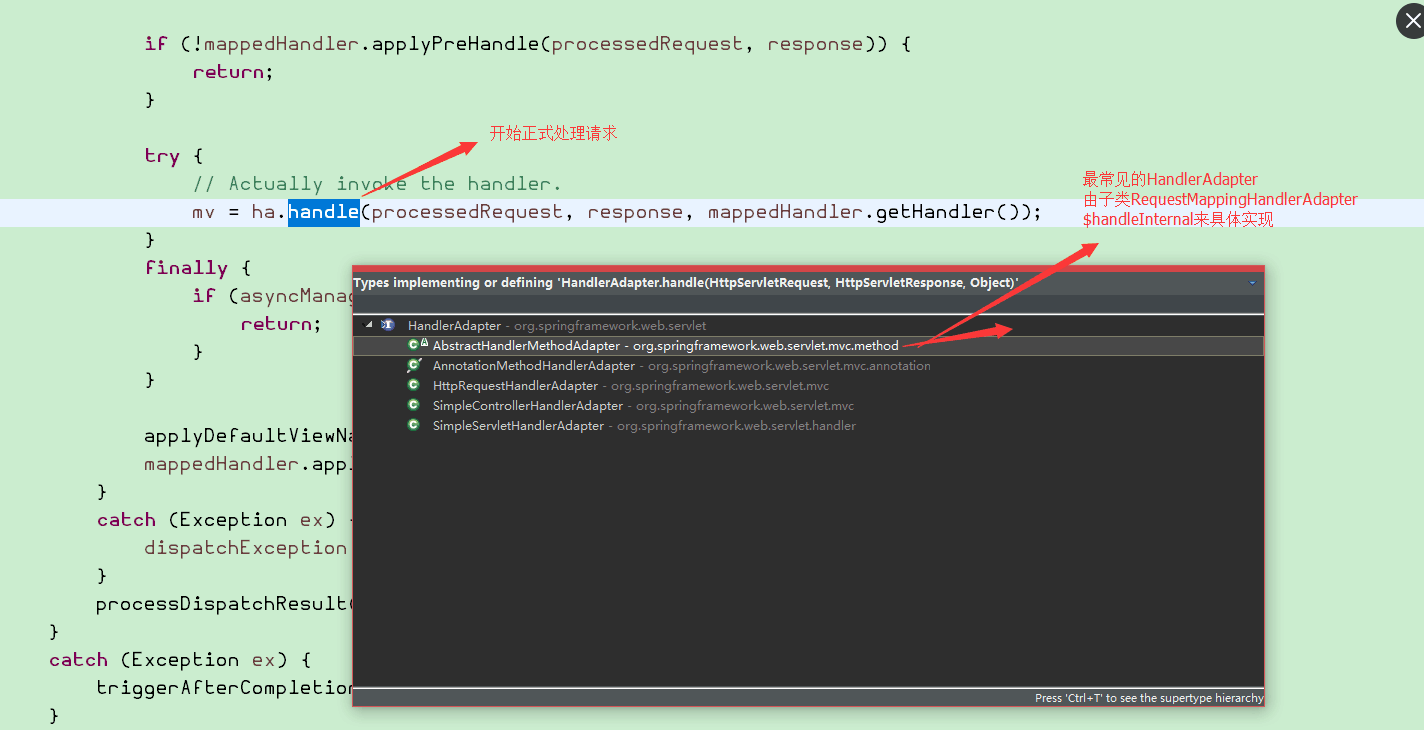 if (!mappedHandler.applyPreHandle(processedRequest, response)) {
return;
}
开始正式处理请求
try {
// Actually invoke the handler.
最常见的HandlerAdapter
由子类RequestMappingHandlerAdapter
$handleInternal来具体实现
mv = ha.handle(processedRequest, response, mappedHandler.getHandler());
}
finally {
if (asyncManag
return;
}
}
applyDefaultViewNa
mappedHandler.appl
}
catch (Exception ex) {
dispatchException
}
processDispatchResult(
}
catch (Exception ex) {
triggerAfterCompletion
}
Types implementing or defining 'HandlerAdapter.handle(HttpServletRequest, HttpServletResponse, Object)'
HandlerAdapter - org.springframework.web.servlet
AbstractHandlerMethodAdapter - org.springframework.web.servlet.mvc.method
AnnotationMethodHandlerAdapter - org.springframework.web.servlet.mvc.annotation
HttpRequestHandlerAdapter - org.springframework.web.servlet.mvc
SimpleControllerHandlerAdapter - org.springframework.web.servlet.mvc
SimpleServletHandlerAdapter - org.springframework.web.servlet.handler
Press 'Ctrl+T' to see the supertype hierarchy